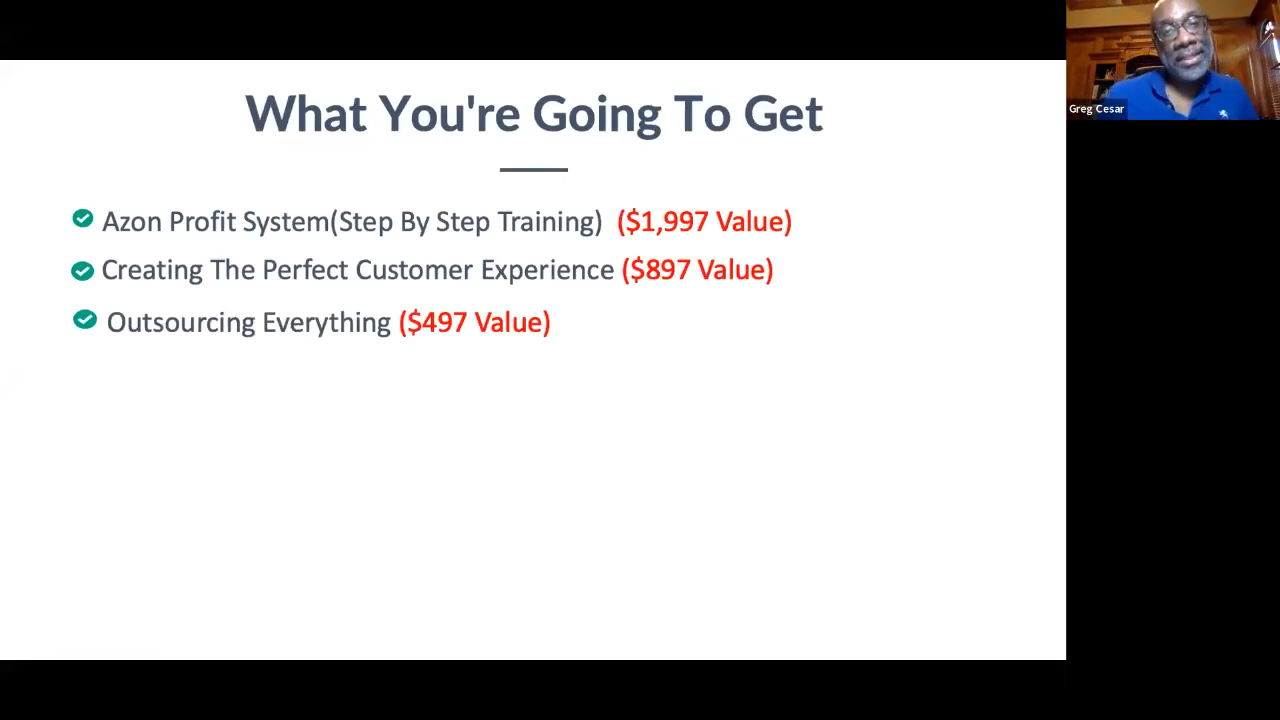 What You're Going To Get
Azon Profit System(Step By Step Training) ($1,997 Value)
Creating The Perfect Customer Experience ($897 Value)
Outsourcing Everything ($497 Value)
Greg Cesar